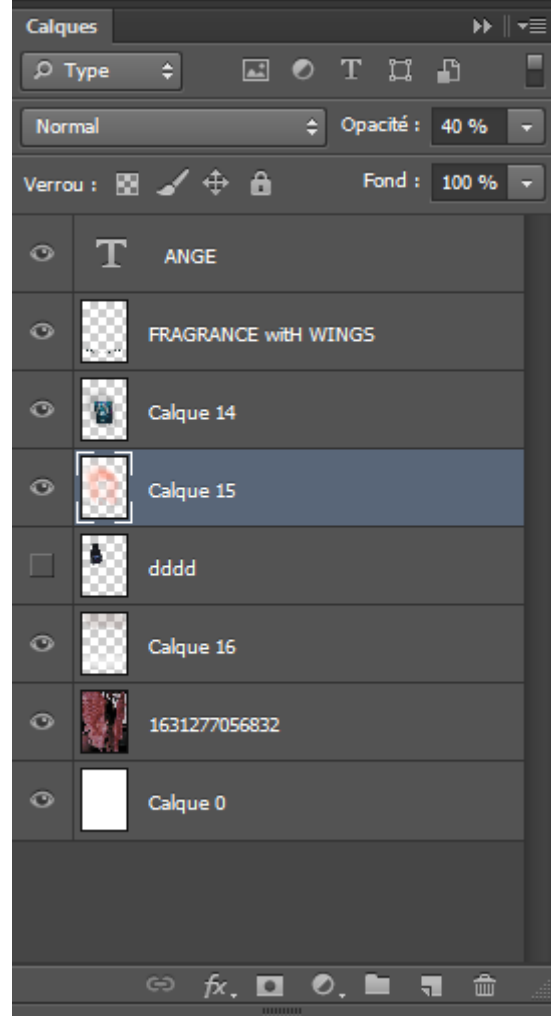 Calques
Type
Normal Opacité : 40 %
Verrou : Fond : 100 %
T ANGE
FRAGRANCE witH WINGS
Calque 14
Calque 15
dddd
Calque 16
1631277056832
Calque 0
fx.